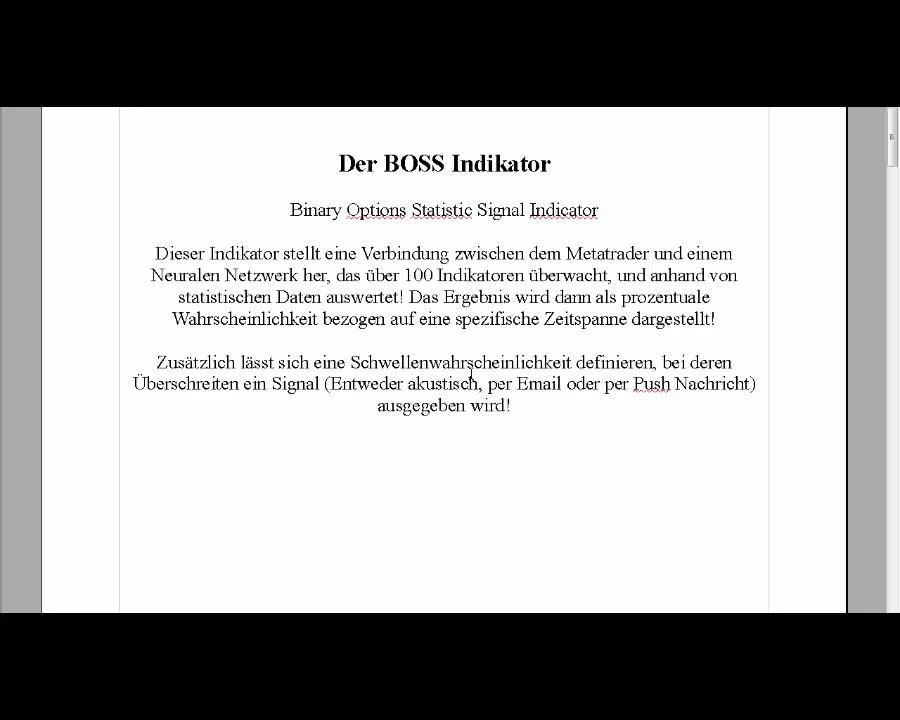 Der BOSS Indikator
Binary Options Statistic Signal Indicator
Dieser Indikator stellt eine Verbindung zwischen dem Metatrader und einem
Neuralen Netzwerk her, das über 100 Indikatoren überwacht, und anhand von
statistischen Daten auswertet! Das Ergebnis wird dann als prozentuale
Wahrscheinlichkeit bezogen auf eine spezifische Zeitspanne dargestellt!
Zusätzlich lässt sich eine Schwellenwahrscheinlichkeit definieren, bei deren
Überschreiten ein Signal (Entweder akustisch, per Email oder per Push Nachricht)
ausgegeben wird!